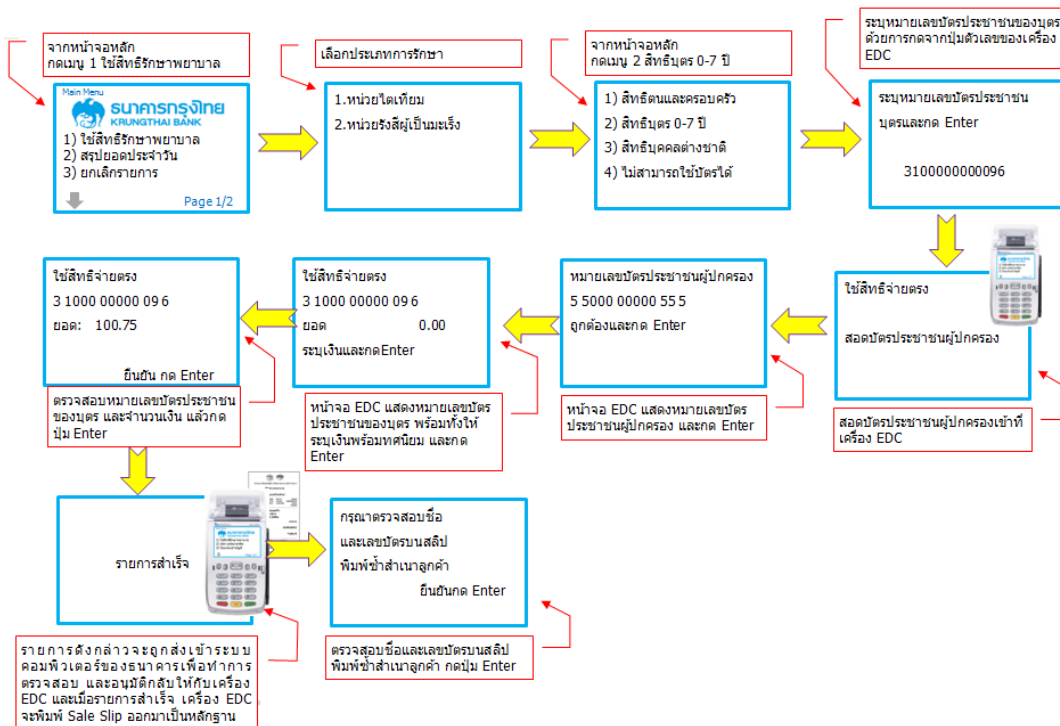 จากหน้าจอหลัก
กดเมนู 1 ใช้สิทธิรักษาพยาบาล
เลือกประเภทการรักษา
จากหน้าจอหลัก
กดเมนู 2 สิทธิบุตร 0-7 ปี
ระบุหมายเลขบัตรประชาชนของบุตร
ด้วยการกดจากปุ่มตัวเลขของเครื่อง
EDC
Main Menu
ธนาคารกรุงไทย
KRUNGTHAI BANK
1) ใช้สิทธิรักษาพยาบาล
2) สรุปยอดประจำวัน
3) ยกเลิกรายการ
Page 1/2
1.หน่วยไตเทียม
2.หน่วยรังสีผู้เป็นมะเร็ง
1) สิทธิตนและครอบครัว
2) สิทธิบุตร 0-7 ปี
3) สิทธิบุคคลต่างชาติ
4) ไม่สามารถใช้บัตรได้
ระบุหมายเลขบัตรประชาชน
บุตรและกด Enter
3100000000096
ใช้สิทธิจ่ายตรง
3 1000 00000 09 6
ยอด: 100.75
ยืนยัน กด Enter
ใช้สิทธิจ่ายตรง
3 1000 00000 09 6
ยอด 0.00
ระบุเงินและกดEnter
หมายเลขบัตรประชาชนผู้ปกครอง
5 5000 00000 55 5
ถูกต้องและกด Enter
ใช้สิทธิจ่ายตรง
สอดบัตรประชาชนผู้ปกครอง
ตรวจสอบหมายเลขบัตรประชาชน
ของบุตร และจำนวนเงิน แล้วกด
ปุ่ม Enter
หน้าจอ EDC แสดงหมายเลขบัตร
ประชาชนของบุตร พร้อมทั้งให้
ระบุเงินพร้อมทศนิยม และกด
Enter
หน้าจอ EDC แสดงหมายเลขบัตร
ประชาชนผู้ปกครอง และกด Enter
สอดบัตรประชาชนผู้ปกครองเข้าที่
เครื่อง EDC
รายการสำเร็จ
กรุณาตรวจสอบชื่อ
และเลขบัตรบนสลิป
พิมพ์ซ้ำสำเนาลูกค้า
ยืนยันกด Enter
รายการดังกล่าวจะถูกส่งเข้าระบบ
คอมพิวเตอร์ของธนาคารเพื่อทำการ
ตรวจสอบ และอนุมัติกลับให้กับเครื่อง
EDC และเมื่อรายการสำเร็จ เครื่อง EDC
จะพิมพ์ Sale Slip ออกมาเป็นหลักฐาน
ตรวจสอบชื่อและเลขบัตรบนสลิป
พิมพ์ซ้ำสำเนาลูกค้า กดปุ่ม Enter